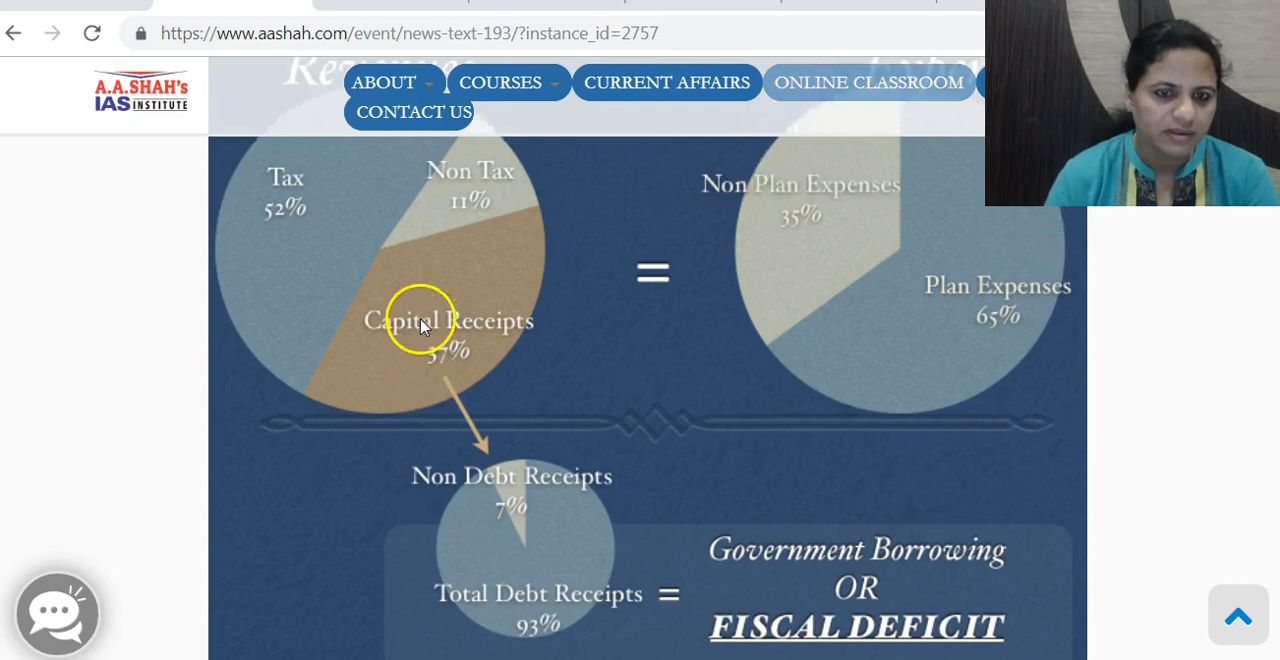 https://www.aashah.com/event/news-text-193/?instance_id=2757
A.A.SHAH's
IAS INSTITUTE
ABOUT
COURSES
CURRENT AFFAIRS
ONLINE CLASSROOM
CONTACT US
Tax
52%
Non Tax
11%
Capital Receipts
37%
=
Non Plan Expenses
35%
Plan Expenses
65%
Non Debt Receipts
7%
Total Debt Receipts =
93%
Government Borrowing
OR
FISCAL DEFICIT